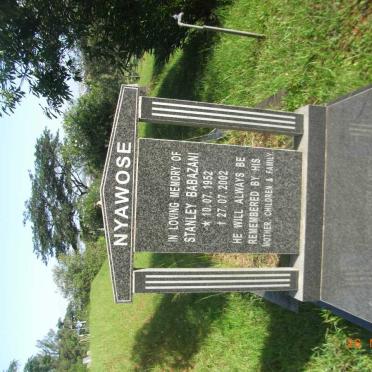 NYAWOSE
IN LOVING MEMORY OF
STANLEY BABAZANI
* 10.07.1952
† 27.07.2002
HE WILL ALWAYS BE
REMEMBERED BY HIS
MOTHER, CHILDREN & FAMILY